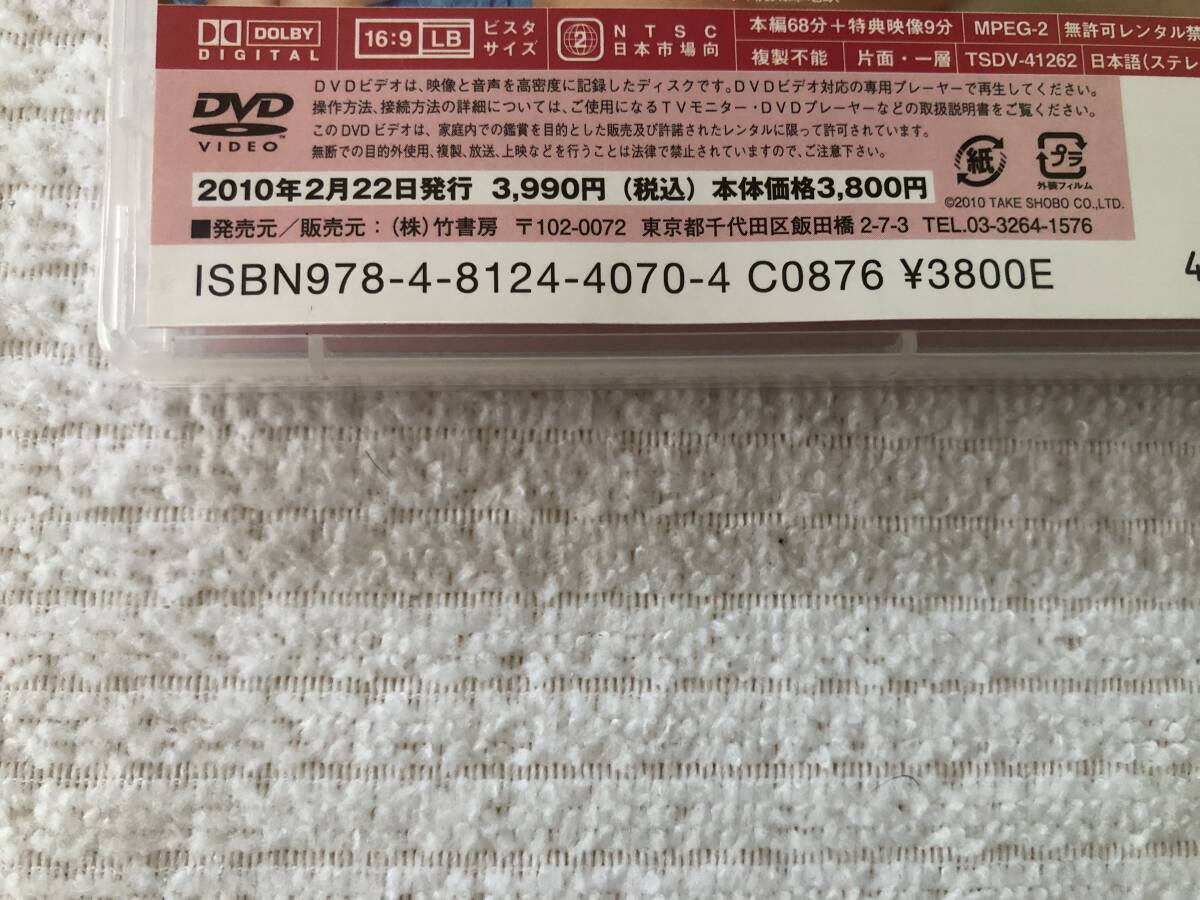 DOLBY
DIGITAL
16:9 LB
ビスタ
サイズ
2
NTSC
日本市場向
本編68分+特典映像9分
MPEG-2
無許可レンタル禁
複製不能
片面・一層
TSDV-41262
日本語(ステレ
DVD
VIDEO
DVDビデオは、映像と音声を高密度に記録したディスクです。DVDビデオ対応の専用プレーヤーで再生してください。
操作方法、接続方法の詳細については、ご使用になるTVモニター・DVDプレーヤーなどの取扱説明書をご覧ください。
このDVDビデオは、家庭内での鑑賞を目的とした販売及び許諾されたレンタルに限って許可されています。
無断での目的外使用、複製、放送、上映などを行うことは法律で禁止されていますので、ご注意下さい。
紙
プラ
外装フィルム
2010年2月22日発行 3,990円(税込)本体価格3,800円
©2010 TAKE SHOBO CO.,LTD.
■発売元/販売元:(株)竹書房 〒102-0072 東京都千代田区飯田橋 2-7-3 TEL.03-3264-1576
ISBN978-4-8124-4070-4 C0876 ¥3800E
4